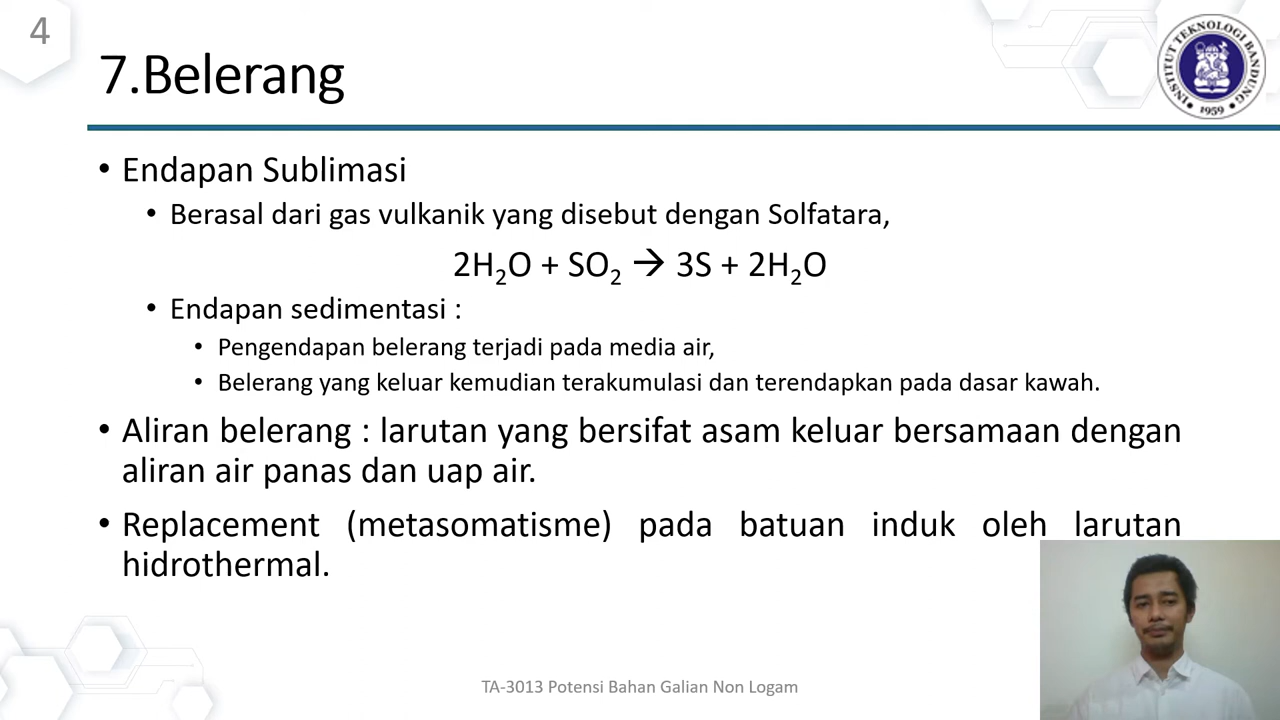 4
7.Belerang
INSTITUT TEKNOLOGI BANDUNG
1959
• Endapan Sublimasi
• Berasal dari gas vulkanik yang disebut dengan Solfatara,
2H₂O + SO₂ → 3S + 2H₂O
• Endapan sedimentasi :
• Pengendapan belerang terjadi pada media air,
• Belerang yang keluar kemudian terakumulasi dan terendapkan pada dasar kawah.
• Aliran belerang : larutan yang bersifat asam keluar bersamaan dengan
aliran air panas dan uap air.
• Replacement (metasomatisme) pada batuan induk oleh larutan
hidrothermal.
TA-3013 Potensi Bahan Galian Non Logam